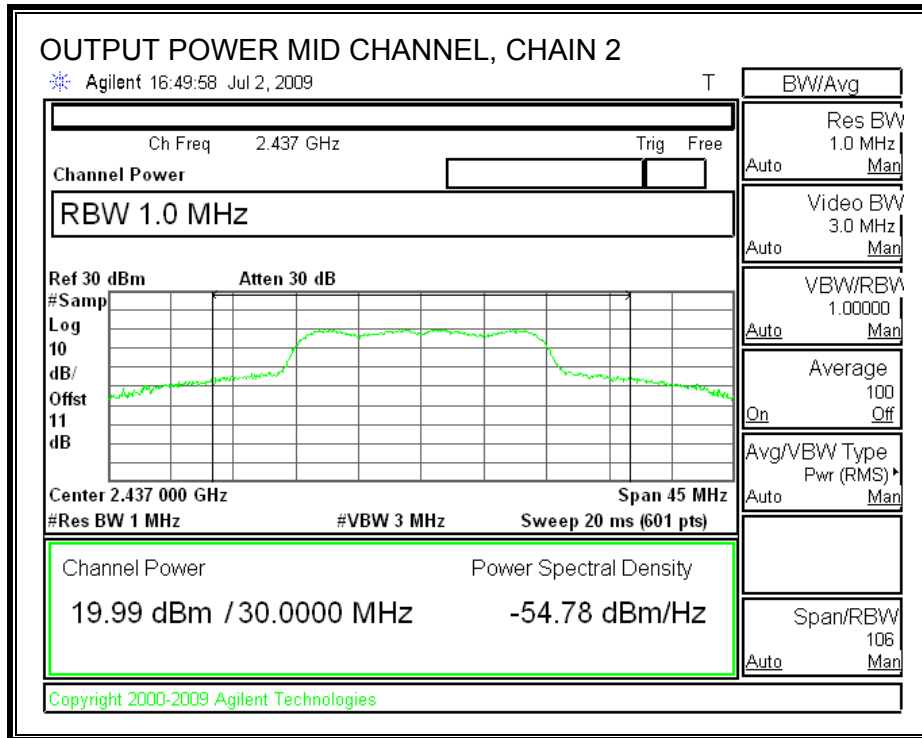 OUTPUT POWER MID CHANNEL, CHAIN 2
Agilent 16:49:58 Jul 2, 2009 T
Ch Freq 2.437 GHz Trig Free
Channel Power
RBW 1.0 MHz
Ref 30 dBm Atten 30 dB
#Samp
Log
10
dB/
Offst
11
dB
Center 2.437 000 GHz Span 45 MHz
#Res BW 1 MHz #VBW 3 MHz Sweep 20 ms (601 pts)
Channel Power Power Spectral Density
19.99 dBm / 30.0000 MHz -54.78 dBm/Hz
Copyright 2000-2009 Agilent Technologies
BW/Avg
Res BW
1.0 MHz
Auto Man
Video BW
3.0 MHz
Auto Man
VBW/RBW
1.00000
Auto Man
Average
100
On Off
Avg/VBW Type
Pwr (RMS)
Auto Man
Span/RBW
106
Auto Man